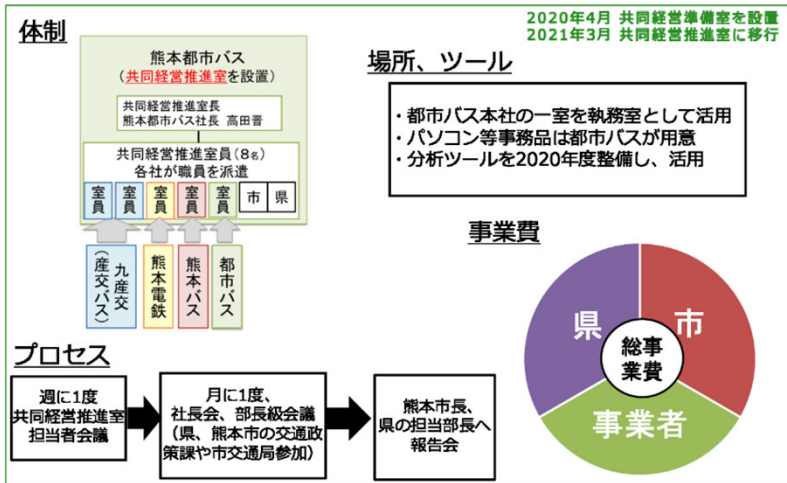 2020年4月 共同経営準備室を設置
2021年3月 共同経営推進室に移行
体制
熊本都市バス
（共同経営推進室を設置）
共同経営推進室長
熊本都市バス社長 高田晋
共同経営推進室員（8名）
各社が職員を派遣
室員
室員
室員
室員
室員
市
県
九産交
（産交バス）
熊本電鉄
熊本バス
都市バス
場所、ツール
・都市バス本社の一室を執務室として活用
・パソコン等事務品は都市バスが用意
・分析ツールを2020年度整備し、活用
事業費
県
市
総事
業費
事業者
プロセス
週に1度
共同経営推進室
担当者会議
月に1度、
社長会、部長級会議
（県、熊本市の交通政
策課や市交通局参加）
熊本市長、
県の担当部長へ
報告会